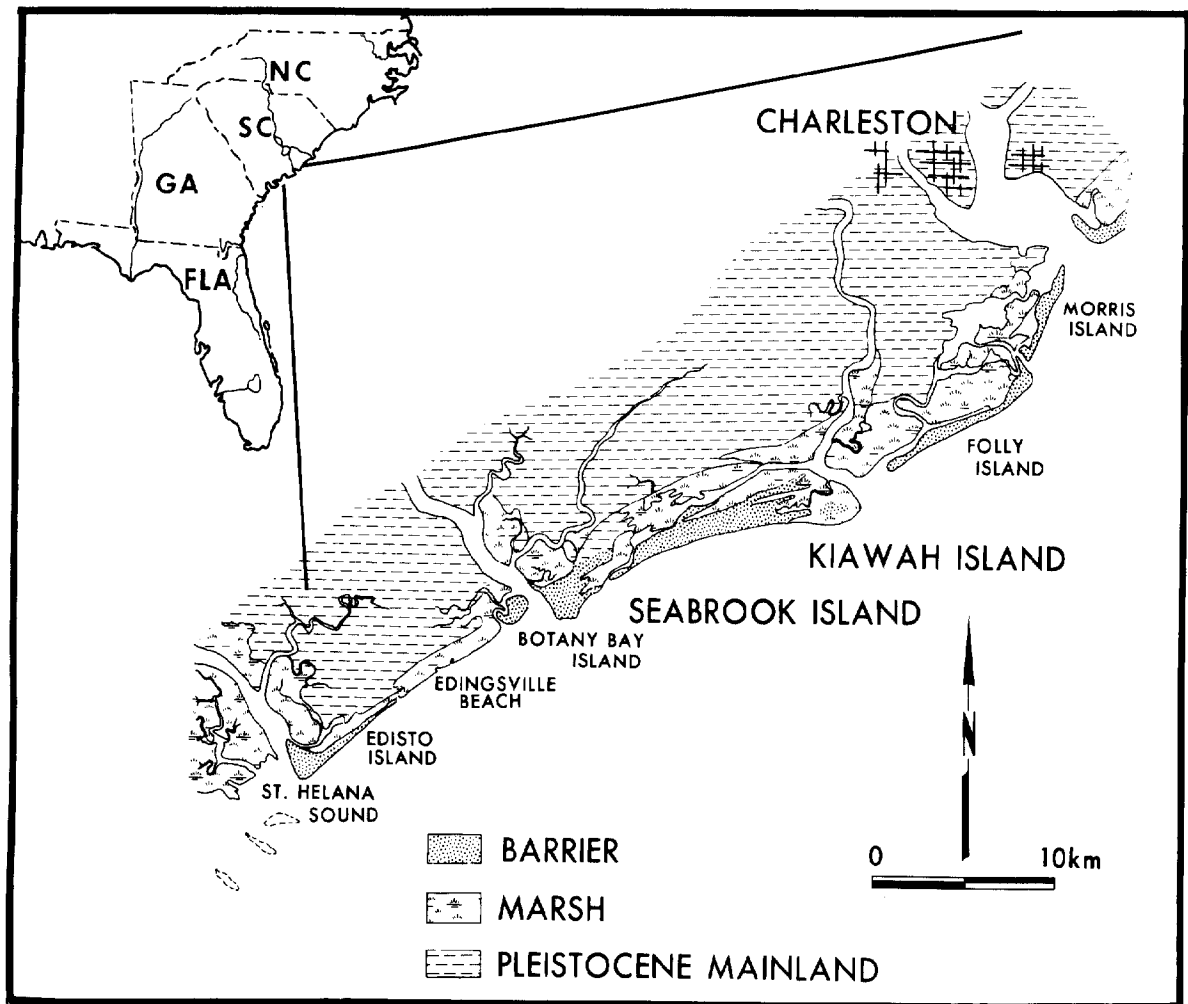 NC
SC
GA
FLA
CHARLESTON
MORRIS
ISLAND
FOLLY
ISLAND
KIAWAH ISLAND
SEABROOK ISLAND
BOTANY BAY
ISLAND
EDINGSVILLE
BEACH
EDISTO
ISLAND
ST. HELANA
SOUND
N
BARRIER
MARSH
PLEISTOCENE MAINLAND
0 10km